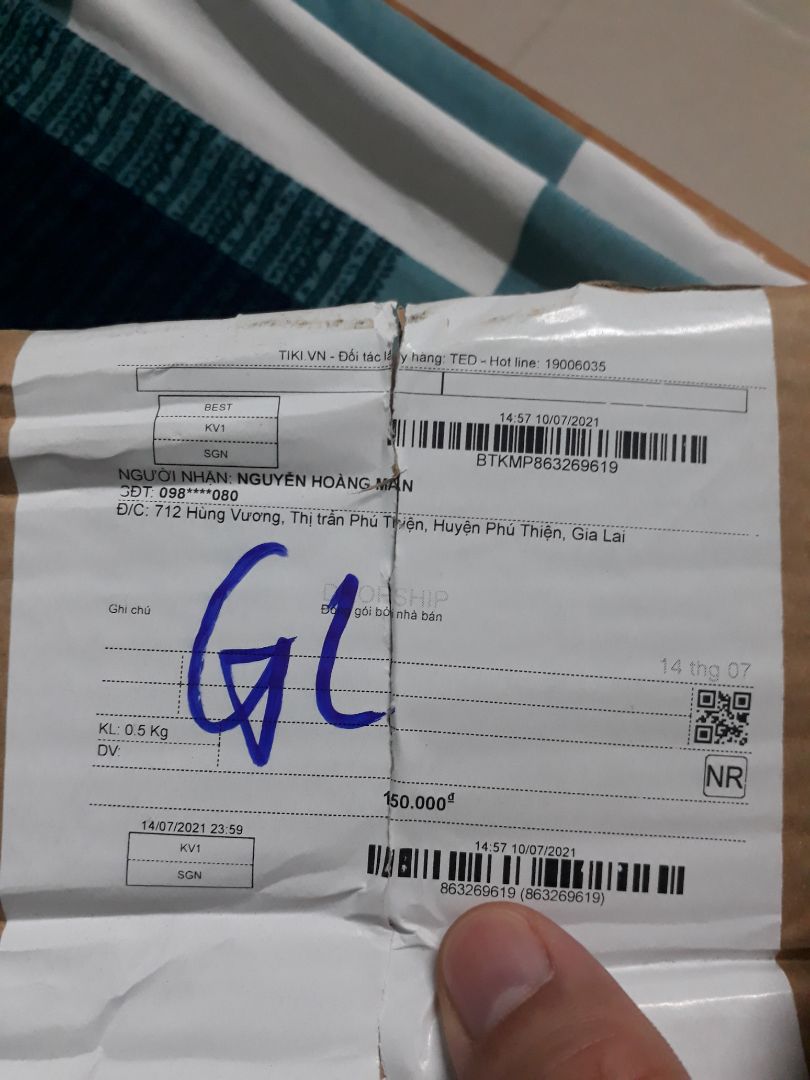 TIKI.VN - Đối tác lấy hàng: TED - Hot line: 19006035
BEST
KV1
SGN
14:57 10/07/2021
BTKMP863269619
NGƯỜI NHẬN: NGUYỄN HOÀNG MẪN
SĐT: 098****080
Đ/C: 712 Hùng Vương, Thị trấn Phú Thiện, Huyện Phú Thiện, Gia Lai
DROPSHIP
Ghi chú
Đóng gói bởi nhà bán
GL
14 thg 07
KL: 0.5 Kg
DV:
NR
150.000đ
14/07/2021 23:59
KV1
SGN
14:57 10/07/2021
863269619 (863269619)